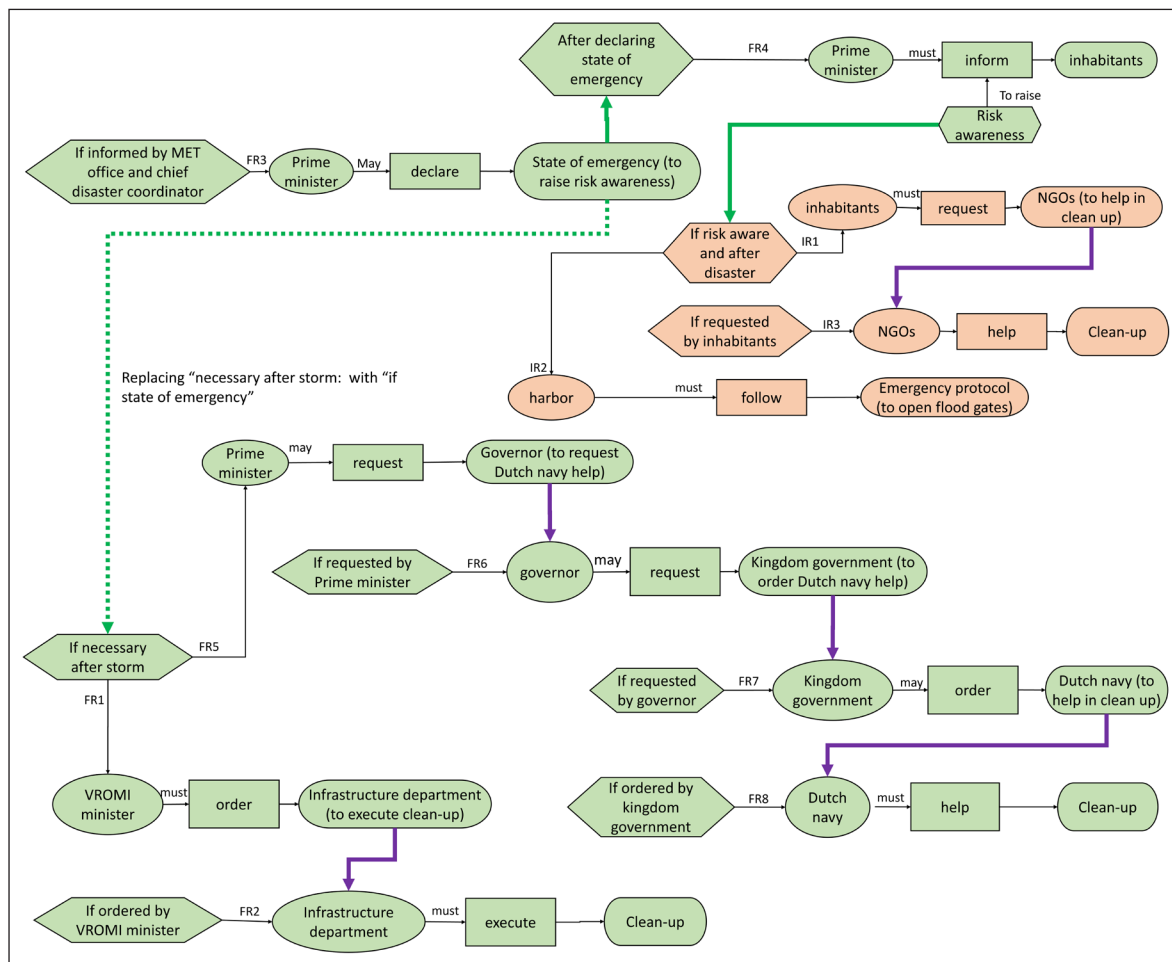 After declaring
state of
emergency
FR4
Prime
minister
must
inform
inhabitants
To raise
Risk
awareness
If informed by MET
office and chief
disaster coordinator
FR3
Prime
minister
May
declare
State of emergency (to
raise risk awareness)
If risk aware
and after
disaster
IR1
inhabitants
must
request
NGOs (to help in
clean up)
If requested
by inhabitants
IR3
NGOs
help
Clean-up
IR2
harbor
must
follow
Emergency protocol
(to open flood gates)
Replacing “necessary after storm:  with “if
state of emergency”
Prime
minister
may
request
Governor (to request
Dutch navy help)
If requested by
Prime minister
FR6
governor
may
request
Kingdom government (to
order Dutch navy help)
If necessary
after storm
FR5
FR1
If requested
by governor
FR7
Kingdom
government
may
order
Dutch navy (to
help in clean up)
VROMI
minister
must
order
Infrastructure department
(to execute clean-up)
If ordered by
kingdom
government
FR8
Dutch
navy
must
help
Clean-up
If ordered by
VROMI minister
FR2
Infrastructure
department
must
execute
Clean-up